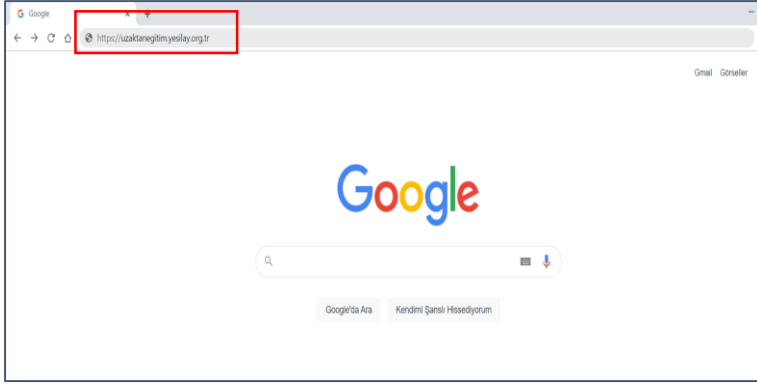 Google
https://uzaktanegitim.yesilay.org.tr
Gmail Görseller
Google
Google'da Ara Kendimi Şanslı Hissediyorum